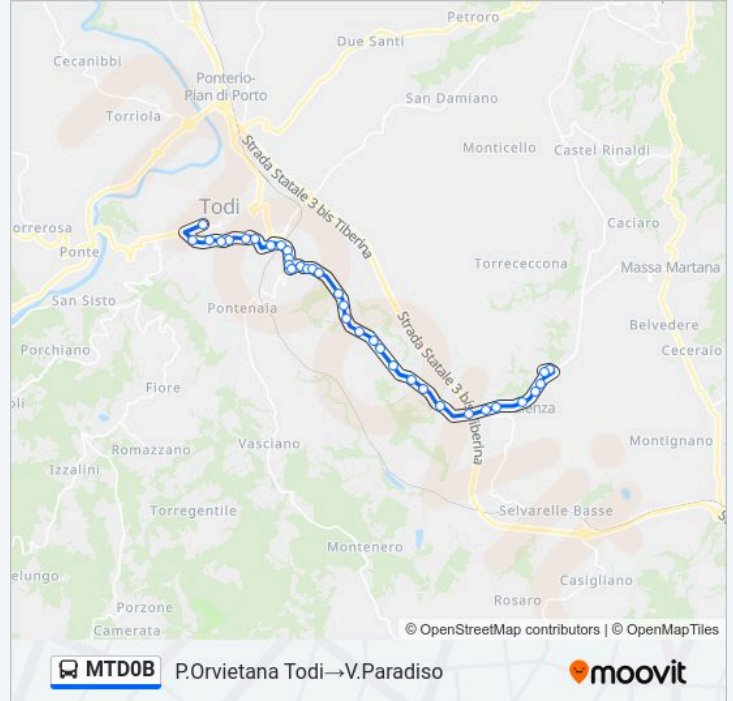 Petroro
Due Santi
Cecanibbi
Ponterio-
Pian di Porto
San Damiano
Torriola
Strada Statale 3 bis Tiberina
Monticello
Castel Rinaldi
Todi
orrerosa
Ponte
Caciaro
Torrececcona
Massa Martana
San Sisto
Pontenaia
Strada Statale 3 bis Tiberina
Belvedere
Porchiano
Ceceraio
Fiore
oli
enza
Romazzano
Vasciano
Montignano
Izzalini
Torregentile
Selvarelle Basse
Montenero
elungo
Casigliano
Porzone
Rosaro
Camerata
© OpenStreetMap contributors | © OpenMapTiles
MTD0B P.Orvietana Todi→V.Paradiso
moovit